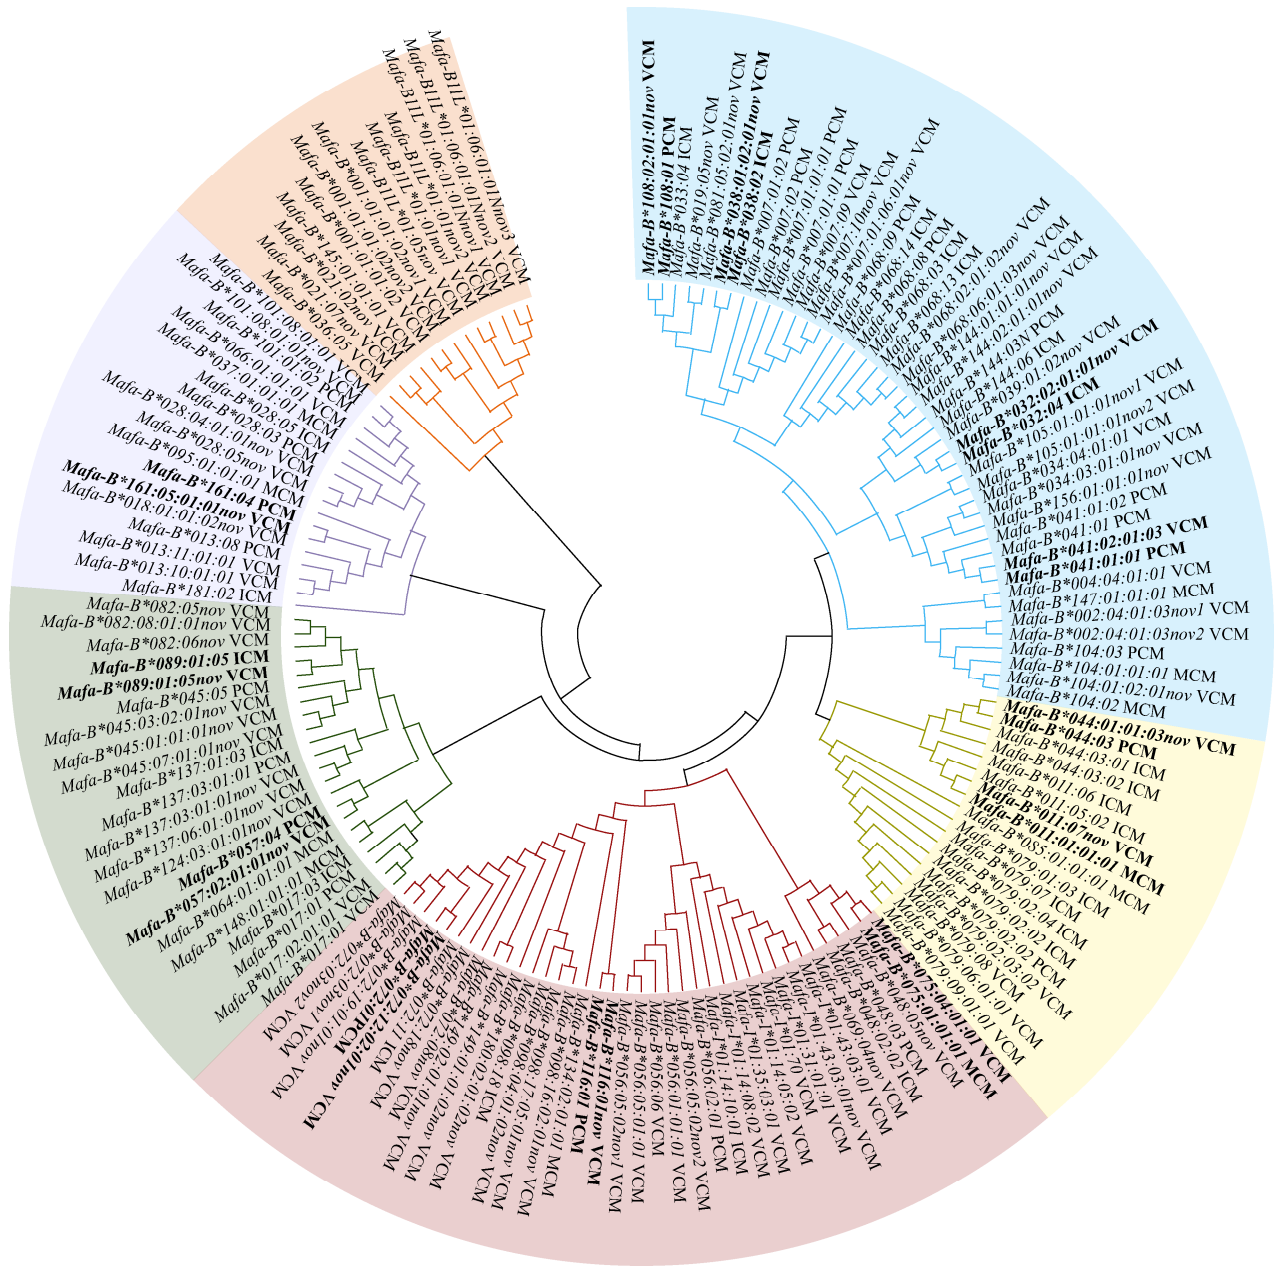 Mafa-B*108:02:01:01nov VCM
Mafa-B*108:01 PCM
Mafa-B*033:04 ICM
Mafa-B*019:05nov VCM
Mafa-B*081:05:02:01nov VCM
Mafa-B*038:01:02:01nov VCM
Mafa-B*038:02 ICM
Mafa-B*007:01:02 PCM
Mafa-B*007:02 PCM
Mafa-B*007:01:01:01 PCM
Mafa-B*007:01:01 PCM
Mafa-B*007:09 VCM
Mafa-B*007:10nov VCM
Mafa-B*007:01:06:01nov VCM
Mafa-B*068:09 PCM
Mafa-B*068:14 ICM
Mafa-B*068:08 PCM
Mafa-B*068:03 ICM
Mafa-B*068:13 ICM
Mafa-B*068:02:01:02nov VCM
Mafa-B*068:06:01:03nov VCM
Mafa-B*144:01:01:01nov VCM
Mafa-B*144:02:01:01nov VCM
Mafa-B*144:03N PCM
Mafa-B*144:06 ICM
Mafa-B*039:01:02nov VCM
Mafa-B*032:02:01:01nov VCM
Mafa-B*032:04 ICM
Mafa-B*105:01:01:01nov1 VCM
Mafa-B*105:01:01:01nov2 VCM
Mafa-B*034:04:01:01 VCM
Mafa-B*034:03:01:01nov VCM
Mafa-B*156:01:01:01nov VCM
Mafa-B*041:01:02 PCM
Mafa-B*041:01 PCM
Mafa-B*041:02:01:03 VCM
Mafa-B*041:01:01 PCM
Mafa-B*004:04:01:01 VCM
Mafa-B*147:01:01:01 MCM
Mafa-B*002:04:01:03nov1 VCM
Mafa-B*002:04:01:03nov2 VCM
Mafa-B*104:03 PCM
Mafa-B*104:01:01:01 MCM
Mafa-B*104:01:02:01nov VCM
Mafa-B*104:02 MCM
Mafa-B*044:01:01:03nov VCM
Mafa-B*044:03 PCM
Mafa-B*044:03:01 ICM
Mafa-B*044:03:02 ICM
Mafa-B*011:06 ICM
Mafa-B*011:05:02 ICM
Mafa-B*011:07nov VCM
Mafa-B*011:01:01:01 MCM
Mafa-B*085:01:01:01 MCM
Mafa-B*079:01:03 ICM
Mafa-B*079:07 ICM
Mafa-B*079:02:04 ICM
Mafa-B*079:02:02 ICM
Mafa-B*079:02:02 PCM
Mafa-B*079:02:03:02 VCM
Mafa-B*079:08 VCM
Mafa-B*079:06:01:01 VCM
Mafa-B*079:09:01:01 VCM
Mafa-B*075:04:01:01 VCM
Mafa-B*075:01:01:01 MCM
Mafa-B*048:05nov VCM
Mafa-B*048:03 PCM
Mafa-B*048:02:02 ICM
Mafa-B*069:04nov VCM
Mafa-I*01:43:03:01 VCM
Mafa-I*01:43:03:01nov VCM
Mafa-I*01:31:01:01 VCM
Mafa-I*01:70 VCM
Mafa-I*01:14:05:02 VCM
Mafa-I*01:35:03:01 VCM
Mafa-I*01:14:08:02 VCM
Mafa-I*01:14:10:01 ICM
Mafa-B*056:02:01 PCM
Mafa-B*056:05:02nov2 VCM
Mafa-B*056:01:01:01 VCM
Mafa-B*056:06 VCM
Mafa-B*056:05:01:01 VCM
Mafa-B*056:05:02nov1 VCM
Mafa-B*116:01nov VCM
Mafa-B*116:01 PCM
Mafa-B*134:02:01:01 MCM
Mafa-B*098:16:02:01nov VCM
Mafa-B*098:17:05:01nov VCM
Mafa-B*098:04:01:02nov VCM
Mafa-B*098:18 ICM
Mafa-B*072:12:02:01nov VCM
Mafa-B*072:01 PCM
Mafa-B*017:01 VCM
Mafa-B*017:02:01:01 VCM
Mafa-B*017:01 PCM
Mafa-B*017:03 ICM
Mafa-B*148:01:01:01 MCM
Mafa-B*064:01:01:01 MCM
Mafa-B*057:02:01:01nov VCM
Mafa-B*057:04 PCM
Mafa-B*124:03:01:01nov VCM
Mafa-B*137:06:01:01nov VCM
Mafa-B*137:03:01:01nov VCM
Mafa-B*137:03:01:01 PCM
Mafa-B*137:01:03 ICM
Mafa-B*045:07:01:01nov VCM
Mafa-B*045:01:01:01nov VCM
Mafa-B*045:03:02:01nov VCM
Mafa-B*045:05 PCM
Mafa-B*089:01:05nov VCM
Mafa-B*089:01:05 ICM
Mafa-B*082:06nov VCM
Mafa-B*082:08:01:01nov VCM
Mafa-B*082:05nov VCM
Mafa-B*181:02 ICM
Mafa-B*013:10:01:01 VCM
Mafa-B*013:11:01:01 VCM
Mafa-B*013:08 PCM
Mafa-B*018:01:01:02nov VCM
Mafa-B*161:05:01:01nov VCM
Mafa-B*161:04 PCM
Mafa-B*095:01:01:01 MCM
Mafa-B*028:05nov VCM
Mafa-B*028:04:01:01nov VCM
Mafa-B*028:03 PCM
Mafa-B*028:05 ICM
Mafa-B*037:01:01:01 MCM
Mafa-B*066:01:01:01 VCM
Mafa-B*101:01:02 PCM
Mafa-B*101:08:01:01nov VCM
Mafa-B*101:08:01:01 VCM
Mafa-B*036:05 VCM
Mafa-B*021:07nov VCM
Mafa-B*021:02nov VCM
Mafa-B*145:01:01:01 VCM
Mafa-B*001:01:01:02 VCM
Mafa-B*001:01:01:02nov2 VCM
Mafa-B*001:01:01:02nov1 VCM
Mafa-B11L*01:05nov VCM
Mafa-B11L*01:01nov1 VCM
Mafa-B11L*01:01nov2 VCM
Mafa-B11L*01:06:01:01Nnov1 VCM
Mafa-B11L*01:06:01:01Nnov2 VCM
Mafa-B11L*01:06:01:01Nnov3 VCM